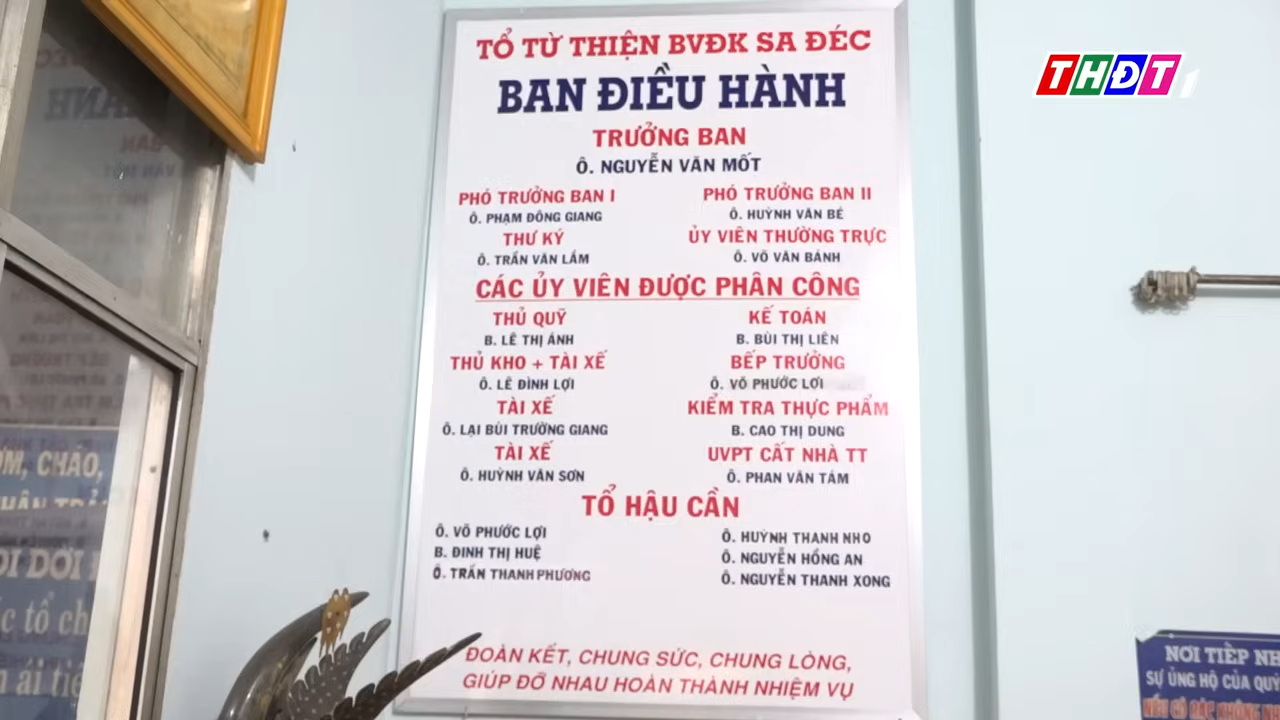 TỔ TỪ THIỆN BVĐK SA ĐÉC
BAN ĐIỀU HÀNH
TRƯỞNG BAN
Ô. NGUYỄN VĂN MỐT
PHÓ TRƯỞNG BAN I
Ô. PHẠM ĐÔNG GIANG
PHÓ TRƯỞNG BAN II
Ô. HUỲNH VĂN BÉ
THƯ KÝ
Ô. TRẦN VĂN LẮM
ỦY VIÊN THƯỜNG TRỰC
Ô. VÕ VĂN BÁNH
CÁC ỦY VIÊN ĐƯỢC PHÂN CÔNG
THỦ QUỸ
B. LÊ THỊ ÁNH
KẾ TOÁN
B. BÙI THỊ LIÊN
THỦ KHO + TÀI XẾ
Ô. LÊ ĐÌNH LỢI
BẾP TRƯỞNG
Ô. VÕ PHƯỚC LỢI
TÀI XẾ
Ô. LẠI BÙI TRƯỜNG GIANG
KIỂM TRA THỰC PHẨM
B. CAO THỊ DUNG
TÀI XẾ
Ô. HUỲNH VĂN SƠN
UVPT CẤT NHÀ TT
Ô. PHAN VĂN TÁM
TỔ HẬU CẦN
Ô. VÕ PHƯỚC LỢI
B. ĐINH THỊ HUỆ
Ô. TRẦN THANH PHƯƠNG
Ô. HUỲNH THANH NHO
Ô. NGUYỄN HỒNG AN
Ô. NGUYỄN THANH XONG
ĐOÀN KẾT, CHUNG SỨC, CHUNG LÒNG,
GIÚP ĐỠ NHAU HOÀN THÀNH NHIỆM VỤ
THĐT1
NƠI TIẾP NH
SỰ ỦNG HỘ CỦA QUÝ
CHÁO,
tổ